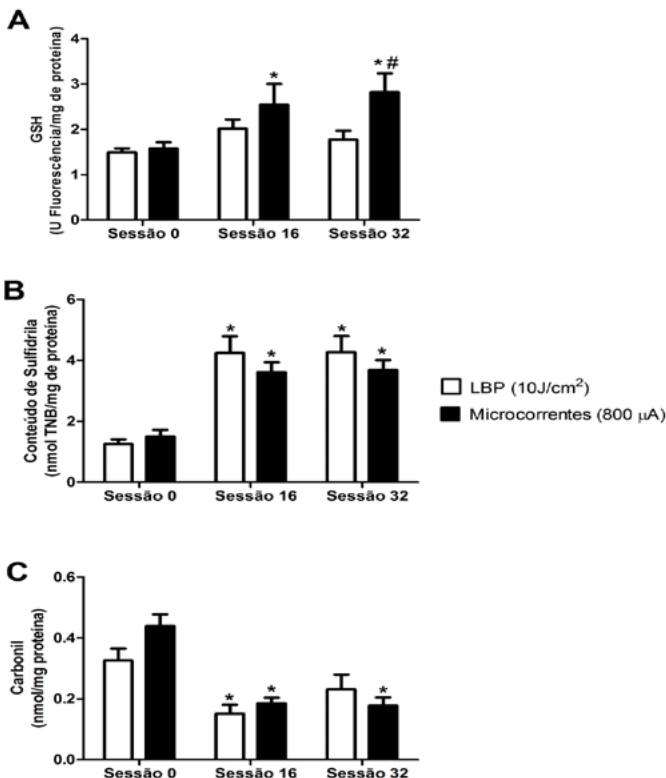 A
GSH
(U Fluorescência/mg de proteína)
4
3
2
1
0
*
* #
Sessão 0
Sessão 16
Sessão 32
B
Conteúdo de Sulfidrila
(nmol TNB/mg de proteína)
6
4
2
0
*
*
*
*
Sessão 0
Sessão 16
Sessão 32
LBP (10J/cm²)
Microcorrentes (800 µA)
C
Carbonil
(nmol/mg proteína)
0.6
0.4
0.2
0.0
*
*
*
Sessão 0
Sessão 16
Sessão 32